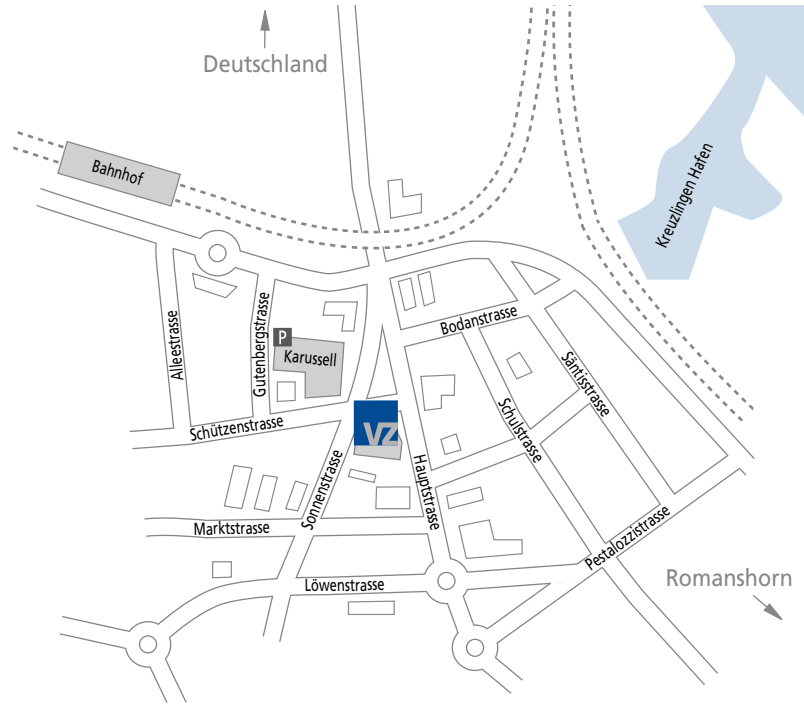 Deutschland
Bahnhof
Kreuzlingen Hafen
Alleestrasse
Gutenbergstrasse
P
Karussell
Bodanstrasse
Säntisstrasse
Schulstrasse
Schützenstrasse
VZ
Hauptstrasse
Sonnenstrasse
Marktstrasse
Pestalozzistrasse
Löwenstrasse
Romanshorn